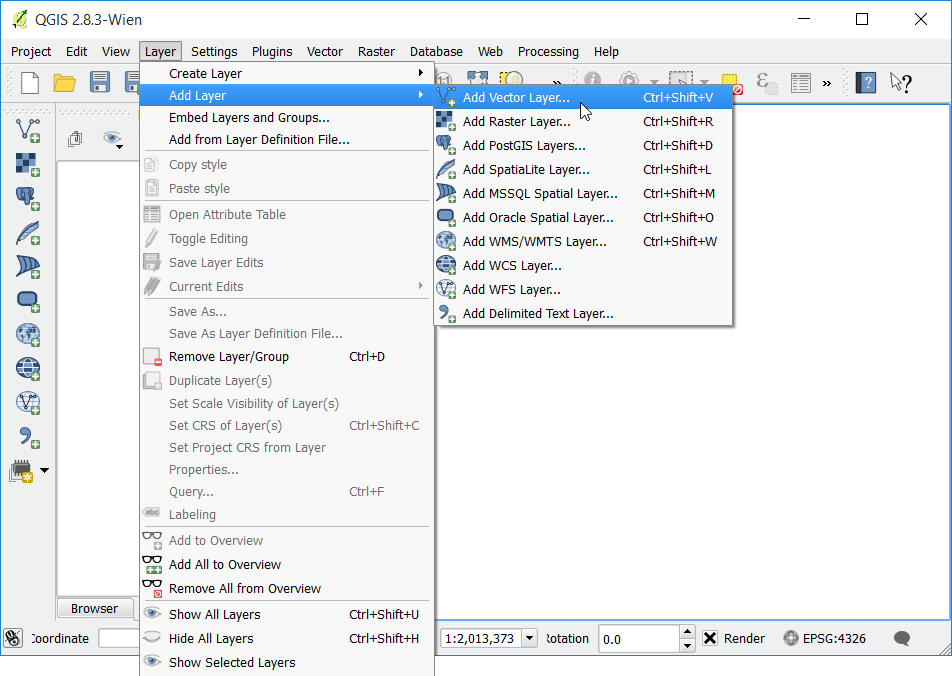 QGIS 2.8.3-Wien
Project Edit View Layer Settings Plugins Vector Raster Database Web Processing Help
Create Layer
Add Layer
Embed Layers and Groups...
Add from Layer Definition File...
Copy style
Paste style
Open Attribute Table
Toggle Editing
Save Layer Edits
Current Edits
Save As...
Save As Layer Definition File...
Remove Layer/Group Ctrl+D
Duplicate Layer(s)
Set Scale Visibility of Layer(s)
Set CRS of Layer(s) Ctrl+Shift+C
Set Project CRS from Layer
Properties...
Query... Ctrl+F
abc Labeling
Add to Overview
Add All to Overview
Remove All from Overview
Show All Layers Ctrl+Shift+U
Hide All Layers Ctrl+Shift+H
Show Selected Layers
Add Vector Layer... Ctrl+Shift+V
Add Raster Layer... Ctrl+Shift+R
Add PostGIS Layers... Ctrl+Shift+D
Add SpatiaLite Layer... Ctrl+Shift+L
Add MSSQL Spatial Layer... Ctrl+Shift+M
Add Oracle Spatial Layer... Ctrl+Shift+O
Add WMS/WMTS Layer... Ctrl+Shift+W
Add WCS Layer...
Add WFS Layer...
Add Delimited Text Layer...
Browser
oordinate 1:2,013,373 otation 0.0 Render EPSG:4326